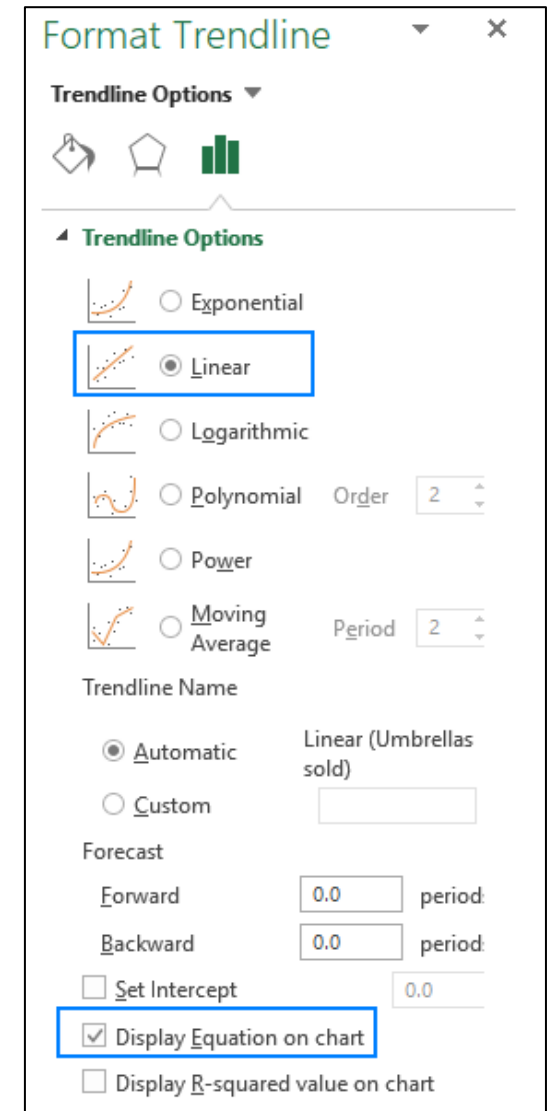 Format Trendline
Trendline Options
Trendline Options
Exponential
Linear
Logarithmic
Polynomial Order 2
Power
Moving
Average Period 2
Trendline Name
Automatic Linear (Umbrellas
sold)
Custom
Forecast
Forward 0.0 period
Backward 0.0 period
Set Intercept 0.0
Display Equation on chart
Display R-squared value on chart